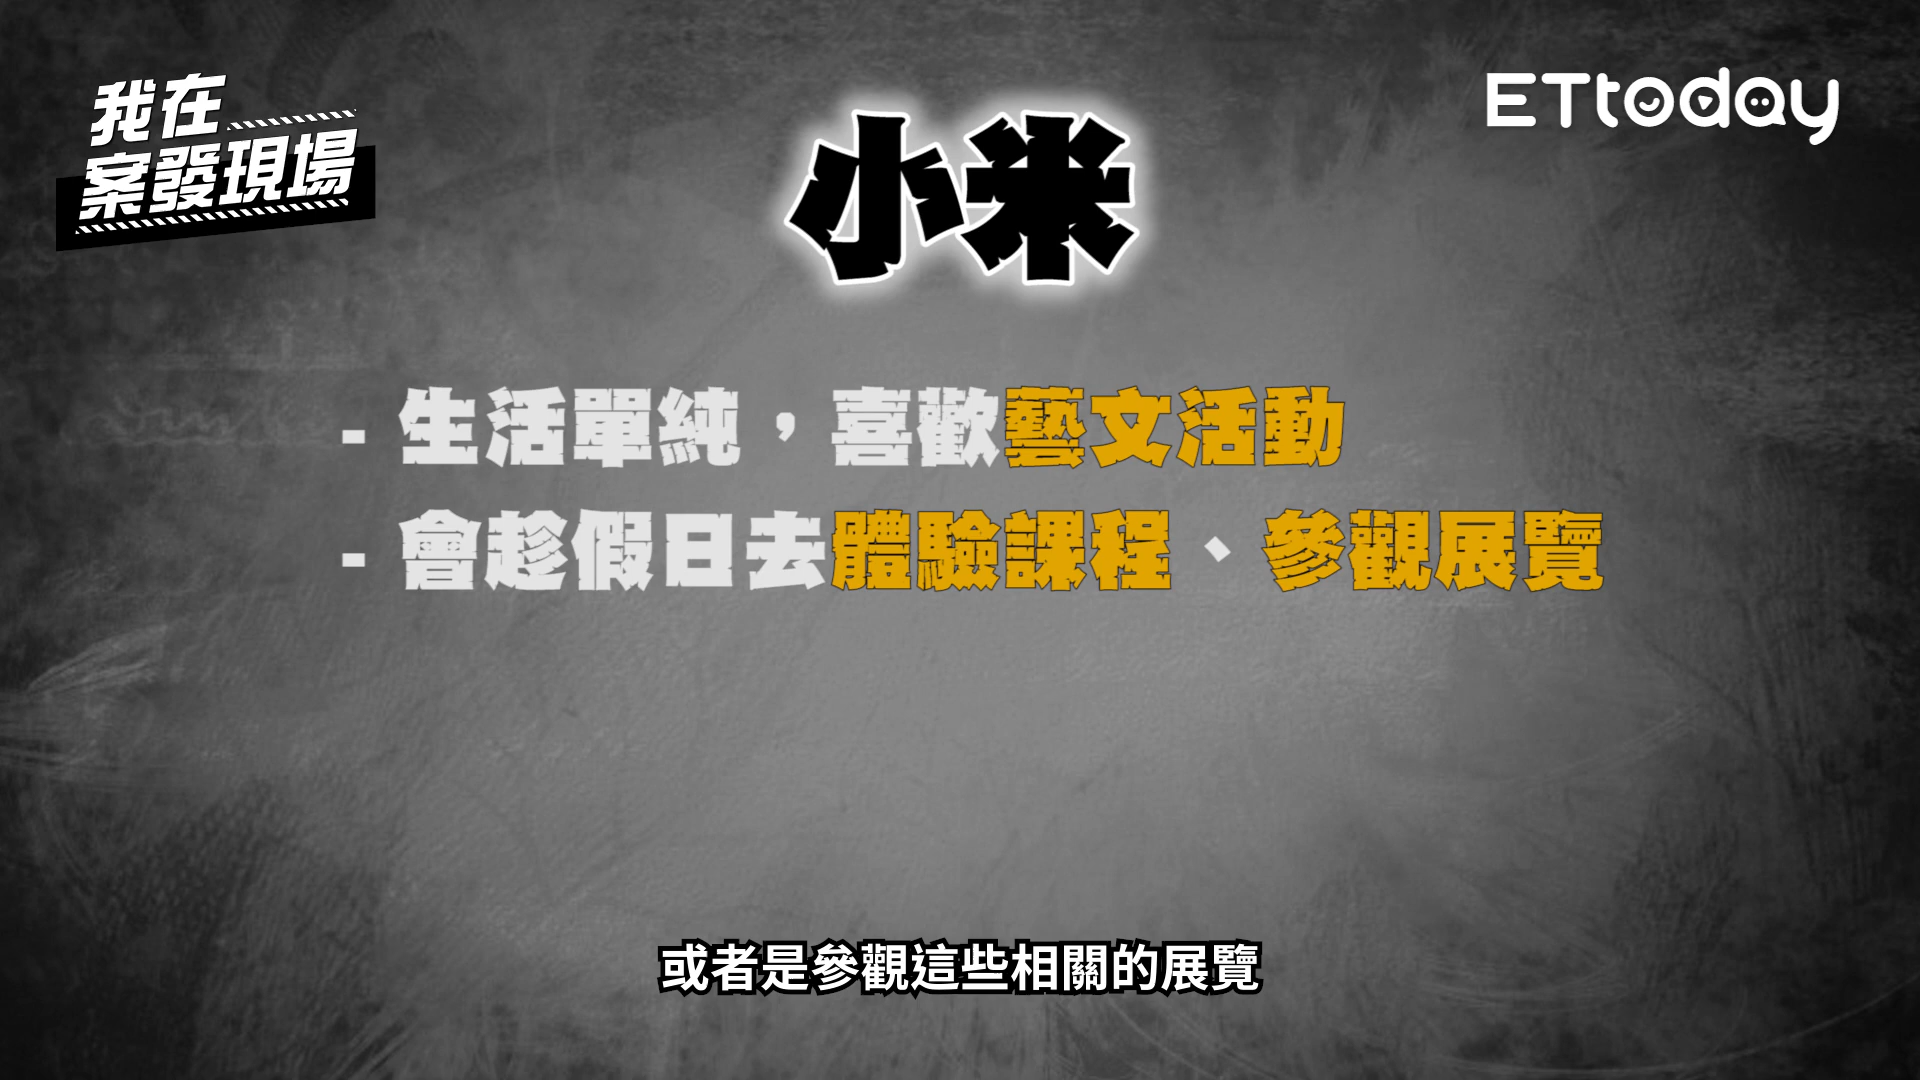 我在
案發現場
ETtoday
小米
- 生活單純，喜歡藝文活動
- 會趁假日去體驗課程、參觀展覽
或者是參觀這些相關的展覽